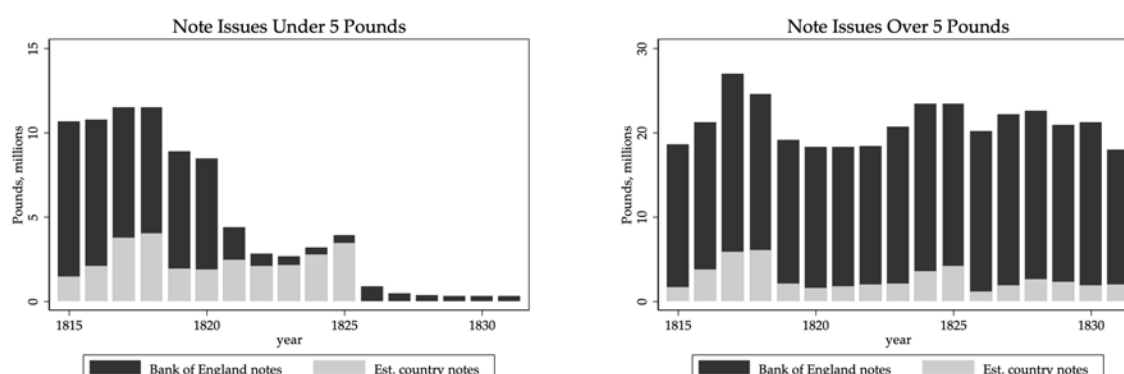 Note Issues Under 5 Pounds
15
10
5
0
Pounds, millions
1815
1820
1825
1830
year
Bank of England notes
Est. country notes
Note Issues Over 5 Pounds
30
20
10
0
Pounds, millions
1815
1820
1825
1830
year
Bank of England notes
Est. country notes